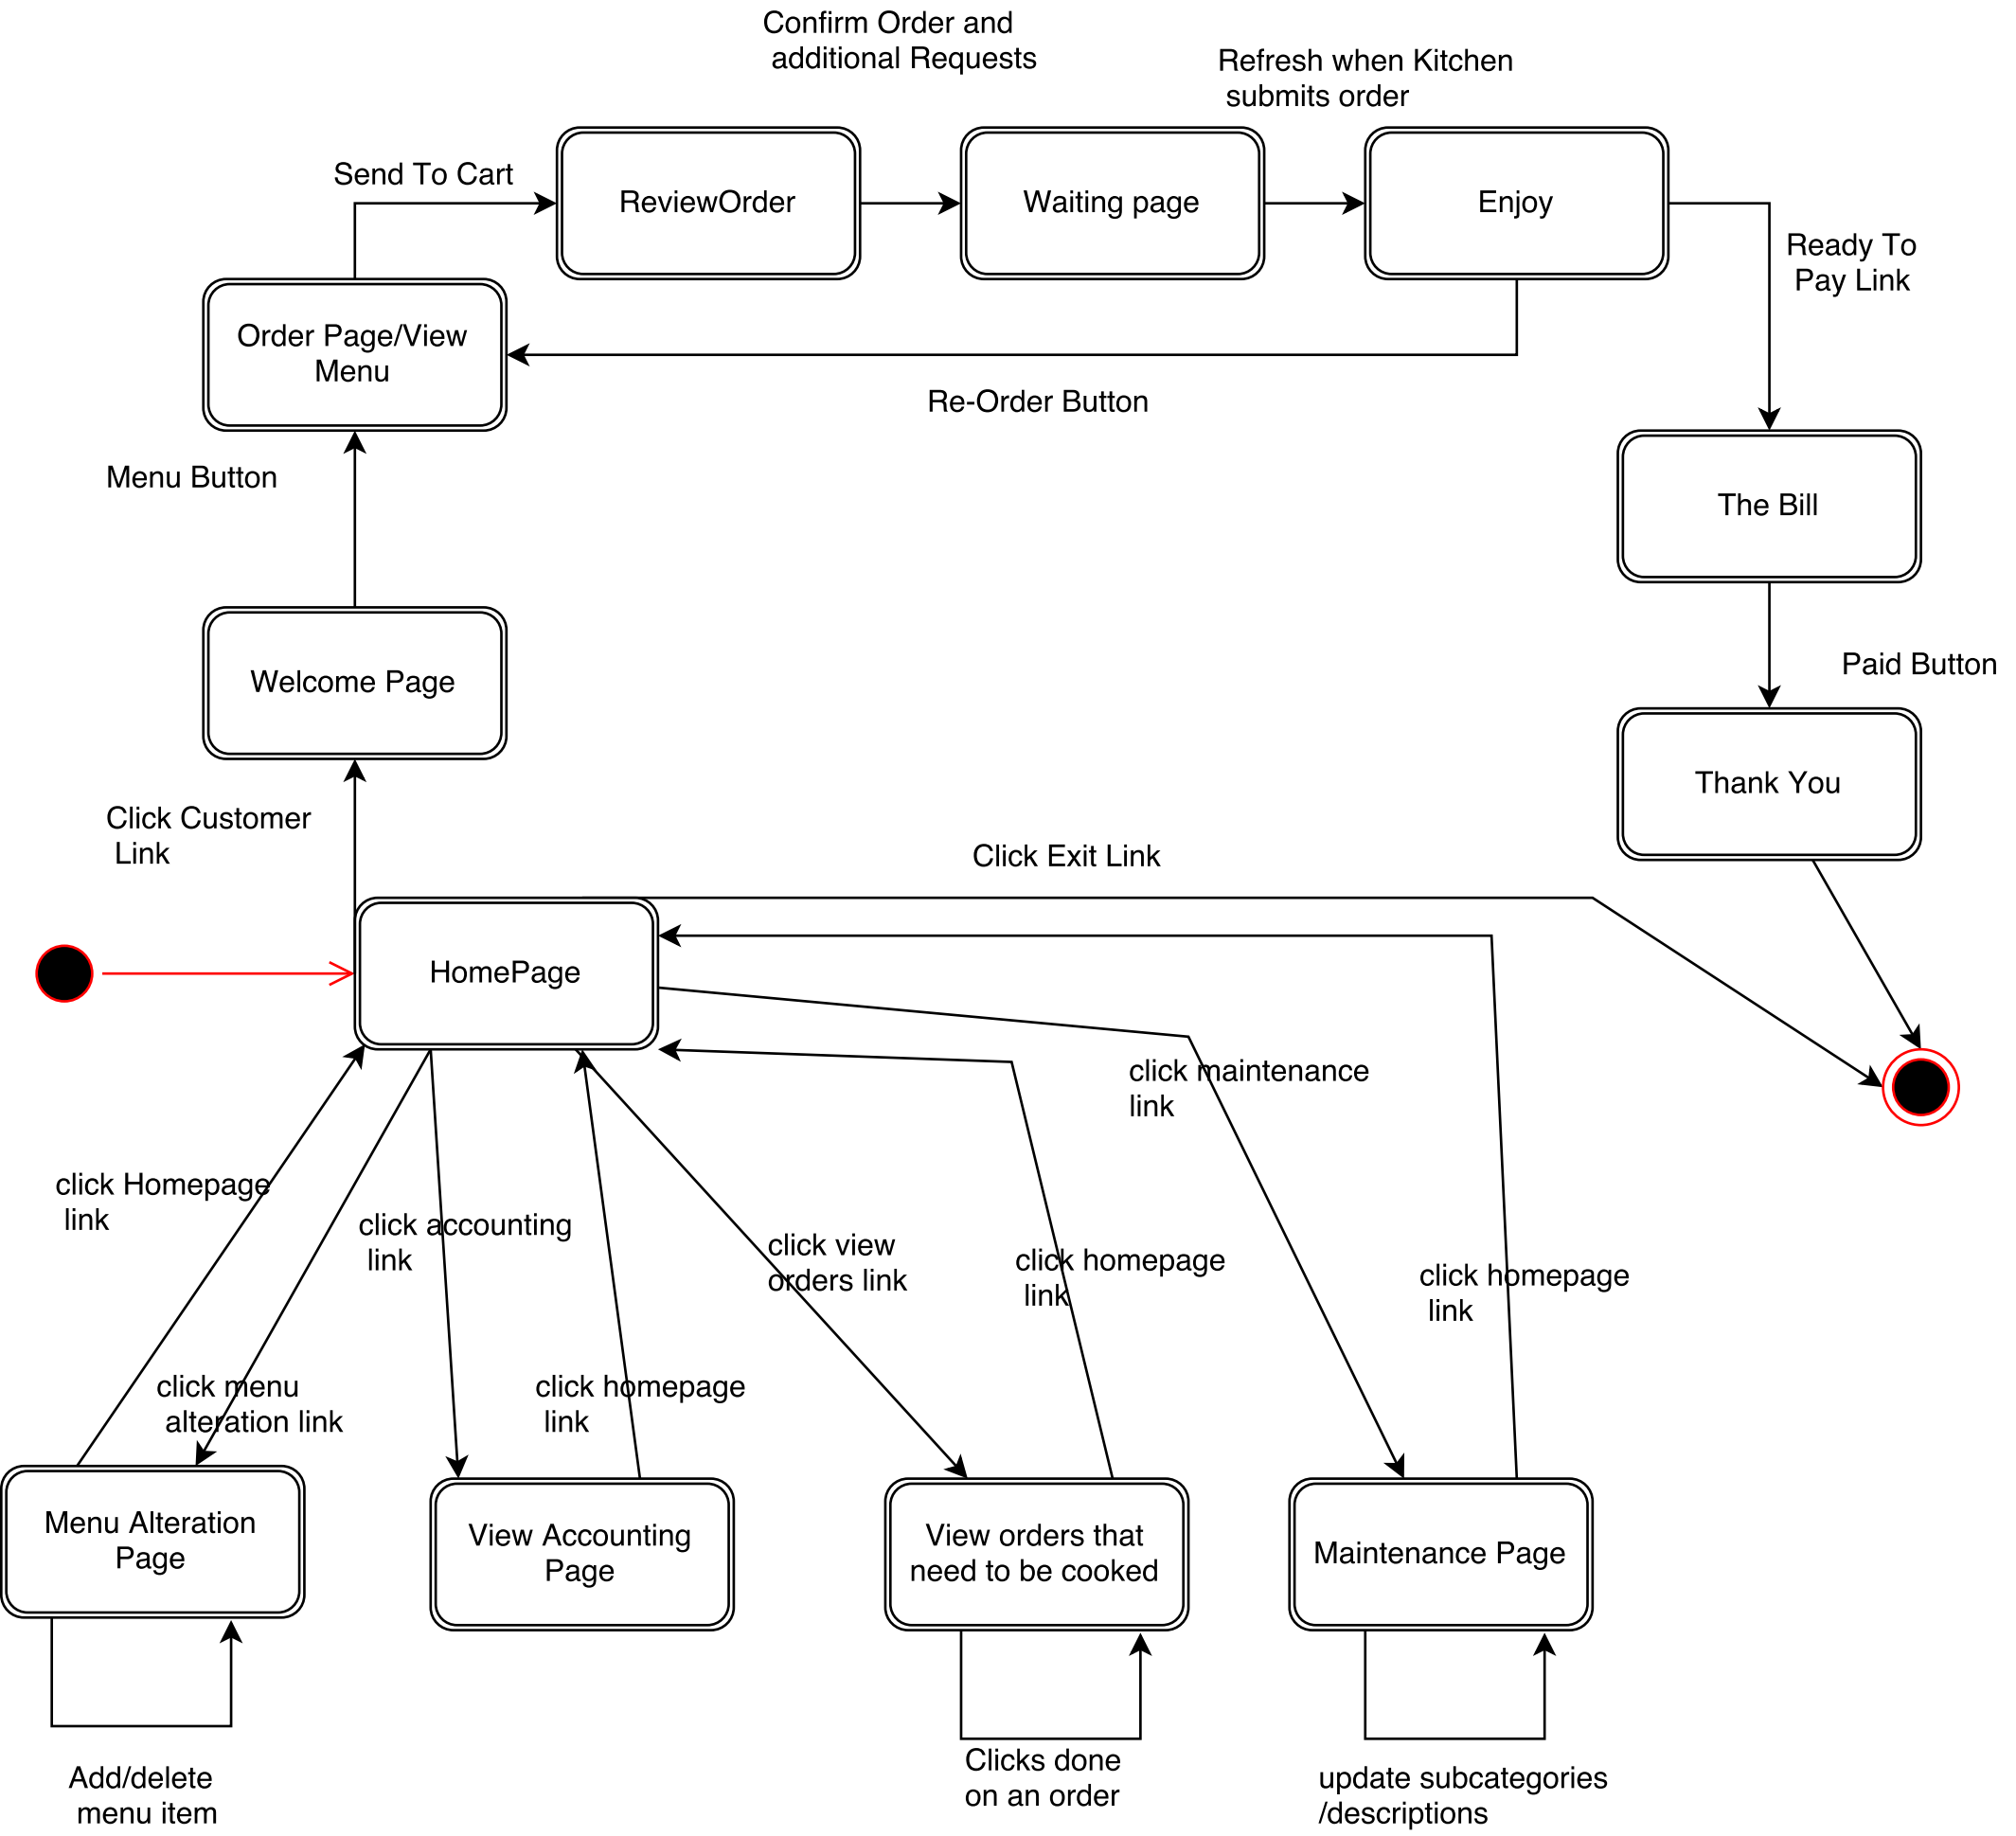 Confirm Order and
additional Requests
Refresh when Kitchen
submits order
Send To Cart
ReviewOrder
Waiting page
Enjoy
Ready To
Pay Link
Order Page/View
Menu
Re-Order Button
Menu Button
The Bill
Welcome Page
Paid Button
Thank You
Click Customer
Link
Click Exit Link
HomePage
click maintenance
link
click Homepage
link
click accounting
link
click view
orders link
click homepage
link
click homepage
link
click menu
alteration link
click homepage
link
Menu Alteration
Page
View Accounting
Page
View orders that
need to be cooked
Maintenance Page
Add/delete
menu item
Clicks done
on an order
update subcategories
/descriptions